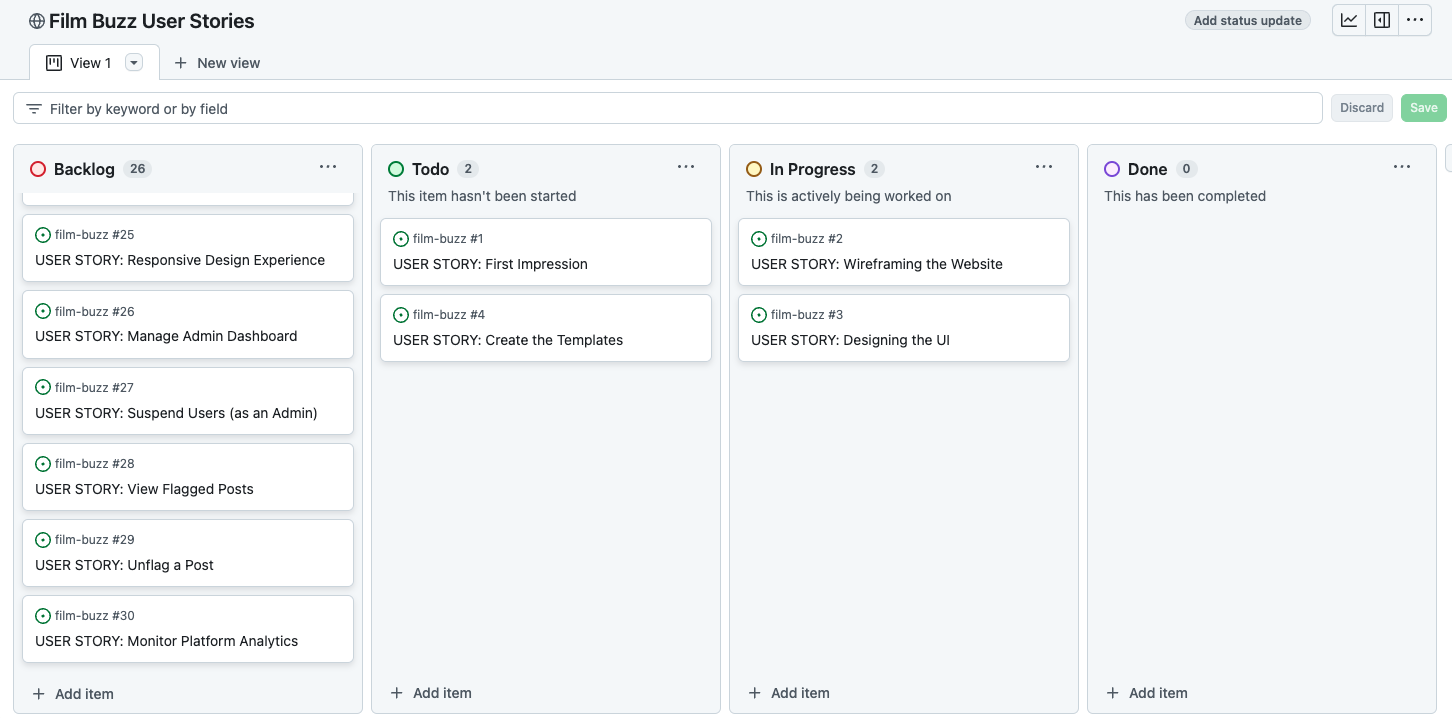 Film Buzz User Stories
Add status update
View 1
New view
Filter by keyword or by field
Discard
Save
Backlog 26
film-buzz #25
USER STORY: Responsive Design Experience
film-buzz #26
USER STORY: Manage Admin Dashboard
film-buzz #27
USER STORY: Suspend Users (as an Admin)
film-buzz #28
USER STORY: View Flagged Posts
film-buzz #29
USER STORY: Unflag a Post
film-buzz #30
USER STORY: Monitor Platform Analytics
+ Add item
Todo 2
This item hasn't been started
film-buzz #1
USER STORY: First Impression
film-buzz #4
USER STORY: Create the Templates
+ Add item
In Progress 2
This is actively being worked on
film-buzz #2
USER STORY: Wireframing the Website
film-buzz #3
USER STORY: Designing the UI
+ Add item
Done 0
This has been completed
+ Add item